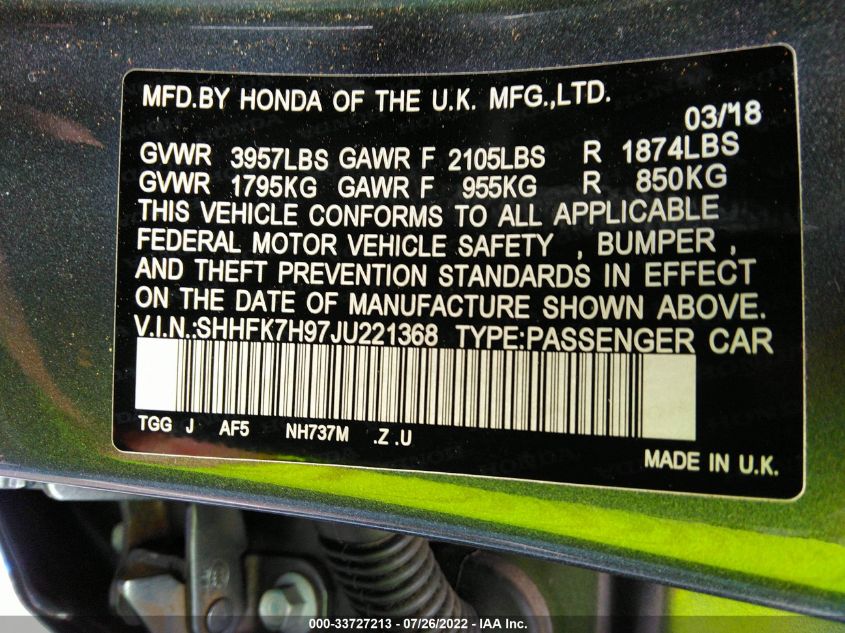 MFD.BY HONDA OF THE U.K. MFG.,LTD.
03/'18
GVWR 3957LBS GAWR F 2105LBS R 1874LBS
GVWR 1795KG GAWR F 955KG R 850KG
THIS VEHICLE CONFORMS TO ALL APPLICABLE
FEDERAL MOTOR VEHICLE SAFETY , BUMPER ,
AND THEFT PREVENTION STANDARDS IN EFFECT
ON THE DATE OF MANUFACTURE SHOWN ABOVE.
V.I.N.:SHHFK7H97JU221368 TYPE:PASSENGER CAR
TGG J AF5 NH737M .Z .U
MADE IN U.K.
000-33727213 - 07/26/2022 - IAA Inc.